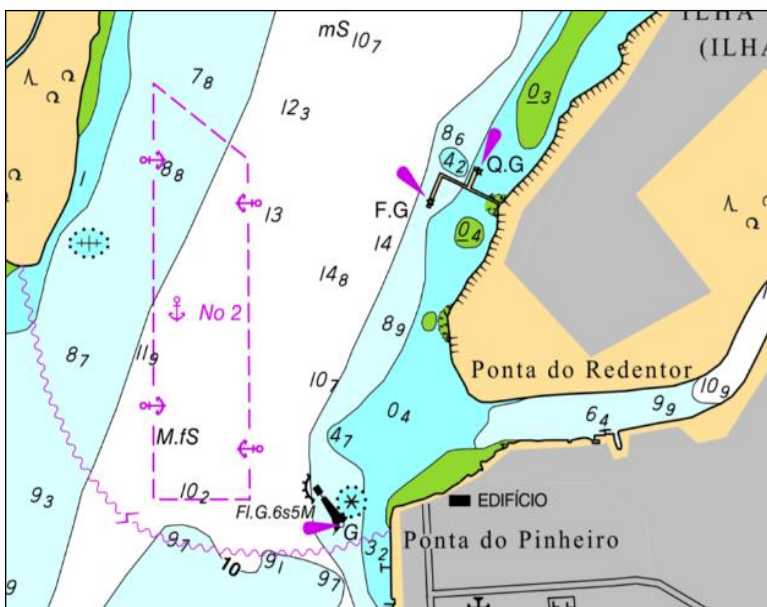 ILHA
(ILHA
mS
10₇
7₈
12₃
0₃
8₆
4₂
Q.G
8₈
F.G
13
0₄
14
14₈
No 2
8₉
8₇
11₉
10₇
Ponta do Redentor
10₉
9₉
0₄
6₄
M.fS
4₇
9₃
10₂
Fl.G.6s5M
EDIFÍCIO
G
3₂
Ponta do Pinheiro
9₇
10
9₁
9₇